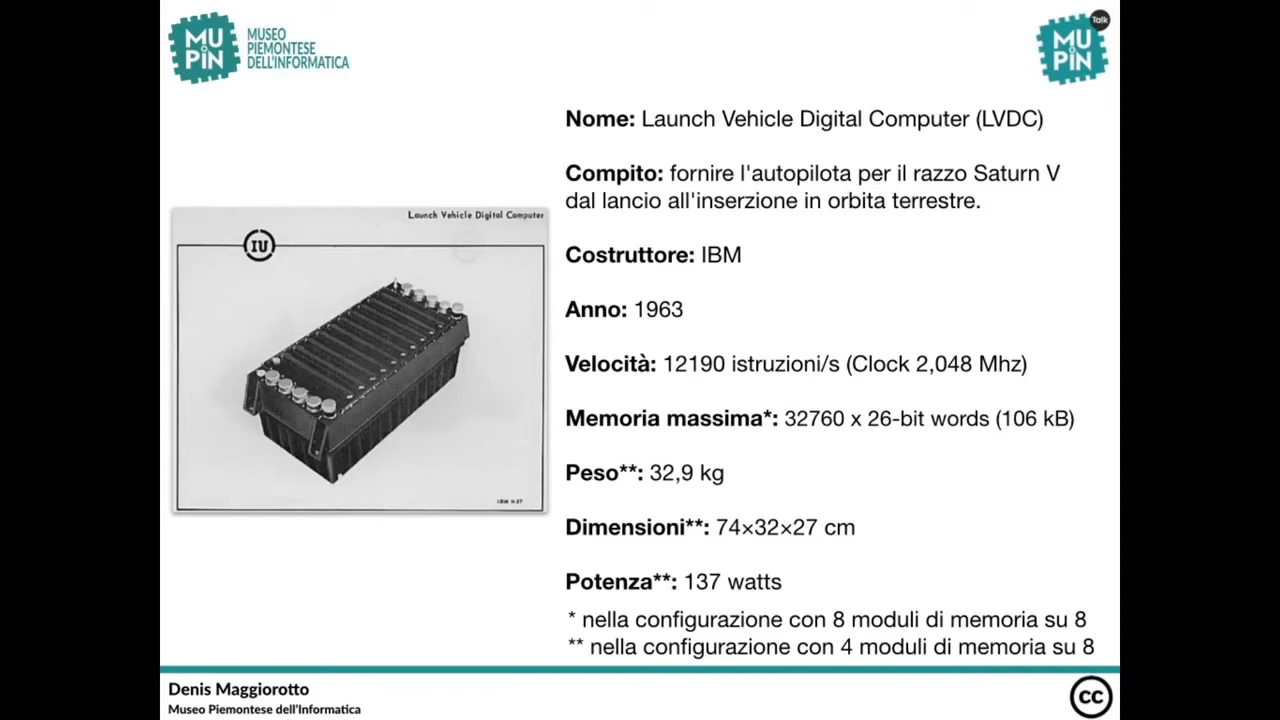 MU
PIN
MUSEO
PIEMONTESE
DELL'INFORMATICA
Talk
MU
PIN
Nome: Launch Vehicle Digital Computer (LVDC)
Compito: fornire l'autopilota per il razzo Saturn V
dal lancio all'inserzione in orbita terrestre.
Costruttore: IBM
Anno: 1963
Velocità: 12190 istruzioni/s (Clock 2,048 Mhz)
Memoria massima*: 32760 x 26-bit words (106 kB)
Peso**: 32,9 kg
Dimensioni**: 74×32×27 cm
Potenza**: 137 watts
* nella configurazione con 8 moduli di memoria su 8
** nella configurazione con 4 moduli di memoria su 8
Launch Vehicle Digital Computer
IU
IBM N 37
Denis Maggiorotto
Museo Piemontese dell'Informatica
cc